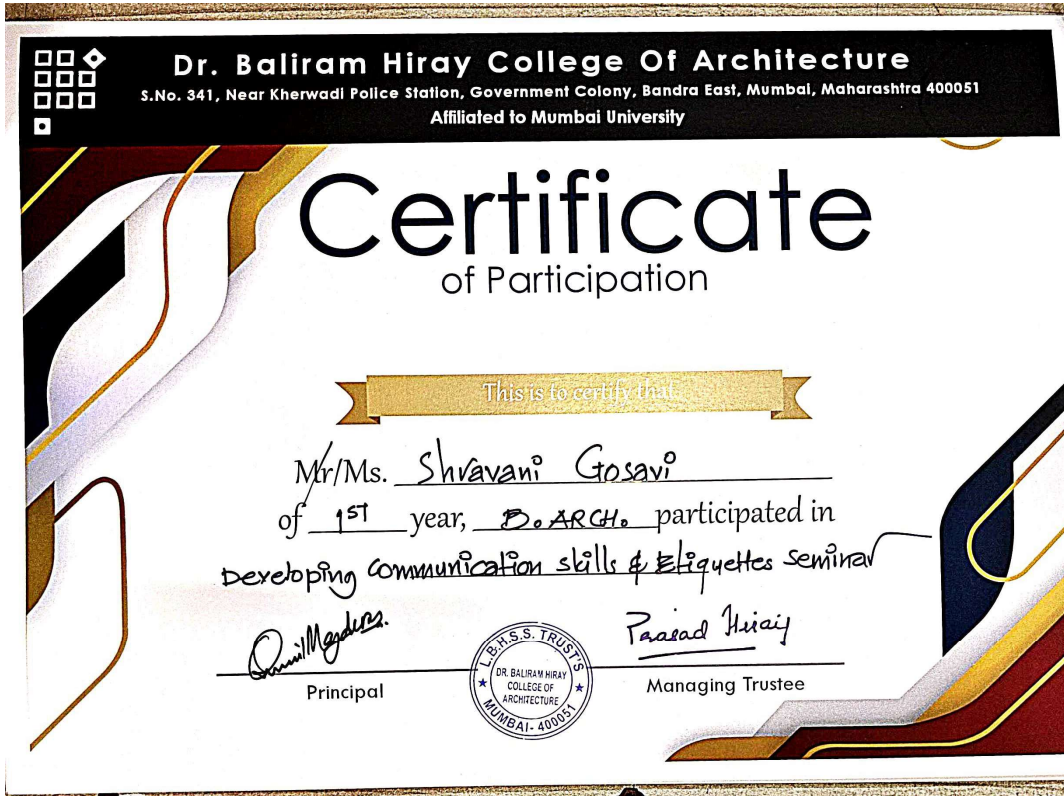 Dr. Baliram Hiray College Of Architecture
S.No. 341, Near Kherwadi Police Station, Government Colony, Bandra East, Mumbai, Maharashtra 400051
Affiliated to Mumbai University
Certificate
of Participation
This is to certify that
Mr/Ms. Shravani Gosavi
of 1ST year, B.ARCH. participated in
Developing Communication skills & Etiquettes seminar
Prasad Hiray
Principal
Managing Trustee
L.B.H.S.S. TRUST'S
DR. BALIRAM HIRAY
COLLEGE OF
ARCHITECTURE
MUMBAI - 400051